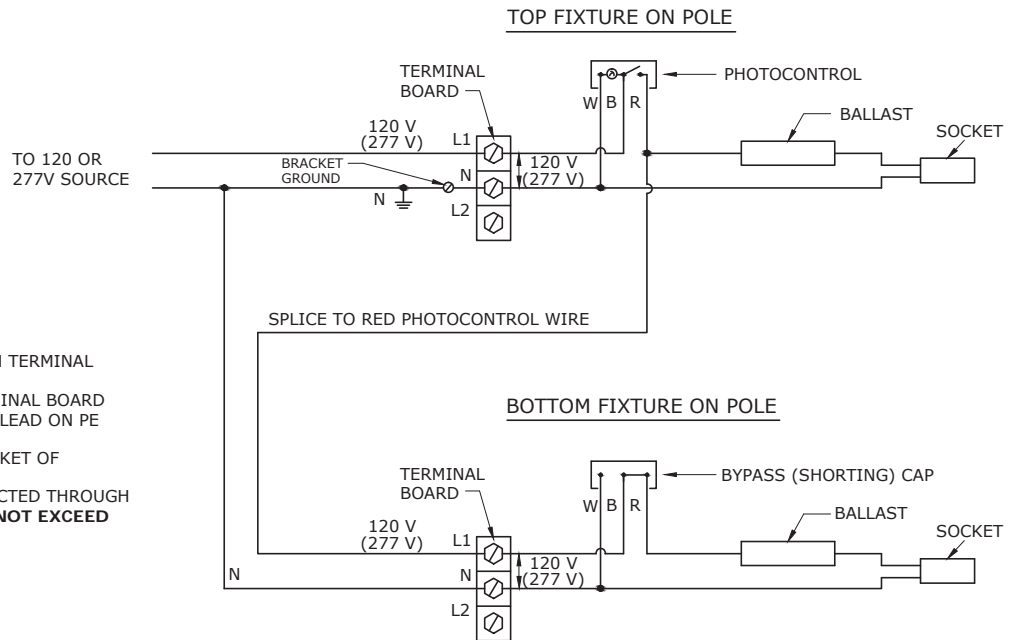 TOP FIXTURE ON POLE
TERMINAL
BOARD
PHOTOCONTROL
W B R
BALLAST
SOCKET
120 V
(277 V)
L1
TO 120 OR
277V SOURCE
BRACKET
GROUND
N
120 V
(277 V)
N
L2
SPLICE TO RED PHOTOCONTROL WIRE
TERMINAL
INAL BOARD
LEAD ON PE
KET OF
CTED THROUGH
NOT EXCEED
BOTTOM FIXTURE ON POLE
TERMINAL
BOARD
BYPASS (SHORTING) CAP
W B R
BALLAST
SOCKET
120 V
(277 V)
L1
N
120 V
(277 V)
N
L2